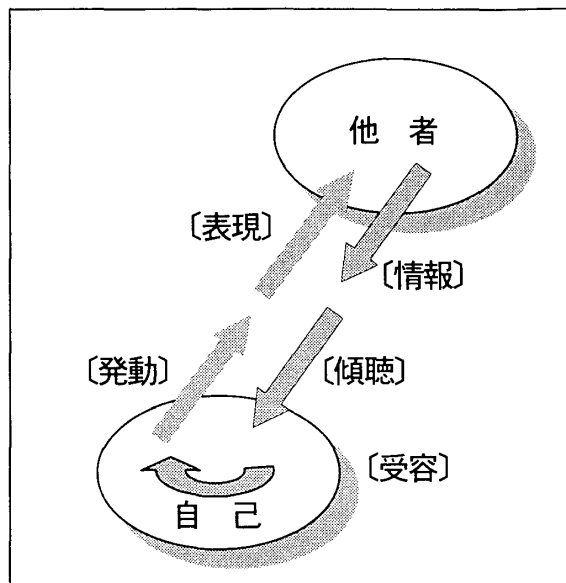 他 者
〔表現〕
〔情報〕
〔発動〕
〔傾聴〕
〔受容〕
自 己